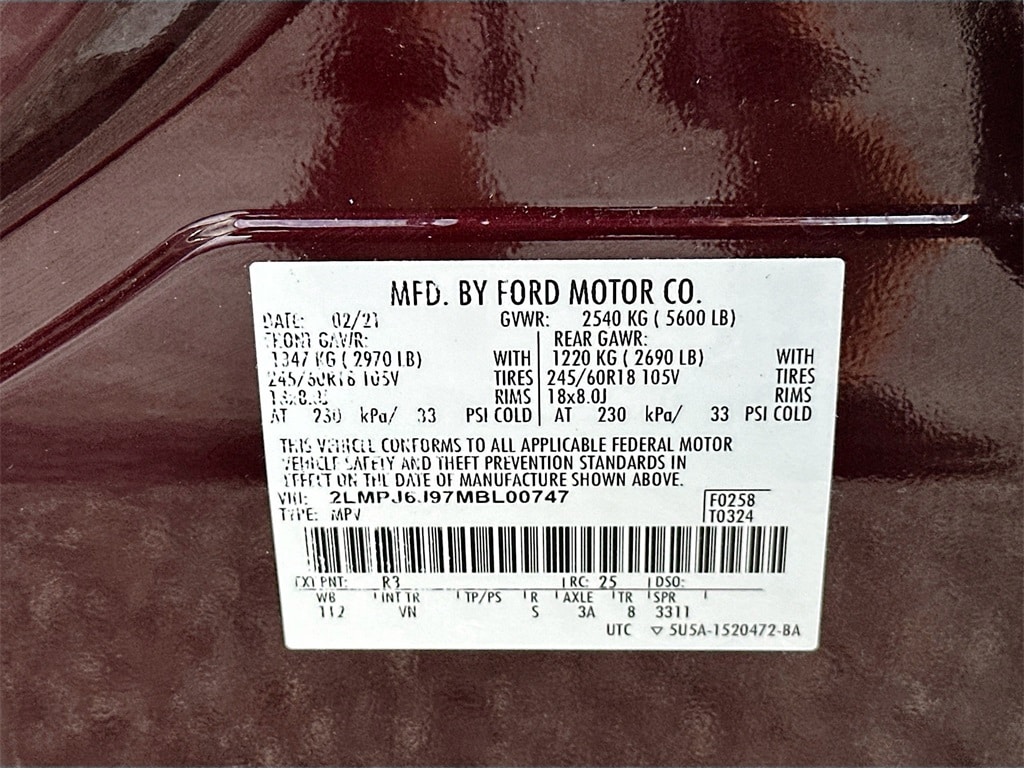 MFD. BY FORD MOTOR CO.
DATE: 02/21 GVWR: 2540 KG ( 5600 LB)
FRONT GAWR: REAR GAWR:
1347 KG ( 2970 LB) WITH 1220 KG ( 2690 LB) WITH
245/60R18 105V TIRES 245/60R18 105V TIRES
18x8.0J RIMS 18x8.0J RIMS
AT 230 kPa/ 33 PSI COLD AT 230 kPa/ 33 PSI COLD
THIS VEHICLE CONFORMS TO ALL APPLICABLE FEDERAL MOTOR
VEHICLE SAFETY AND THEFT PREVENTION STANDARDS IN
EFFECT ON THE DATE OF MANUFACTURE SHOWN ABOVE.
VIN: 2LMPJ6J97MBL00747 F0258
TYPE: MPV T0324
EXT PNT: R3 RC: 25 DSO:
WB INT TR TP/PS R AXLE TR SPR
112 VN S 3A 8 3311
UTC ▽ 5U5A-1520472-BA